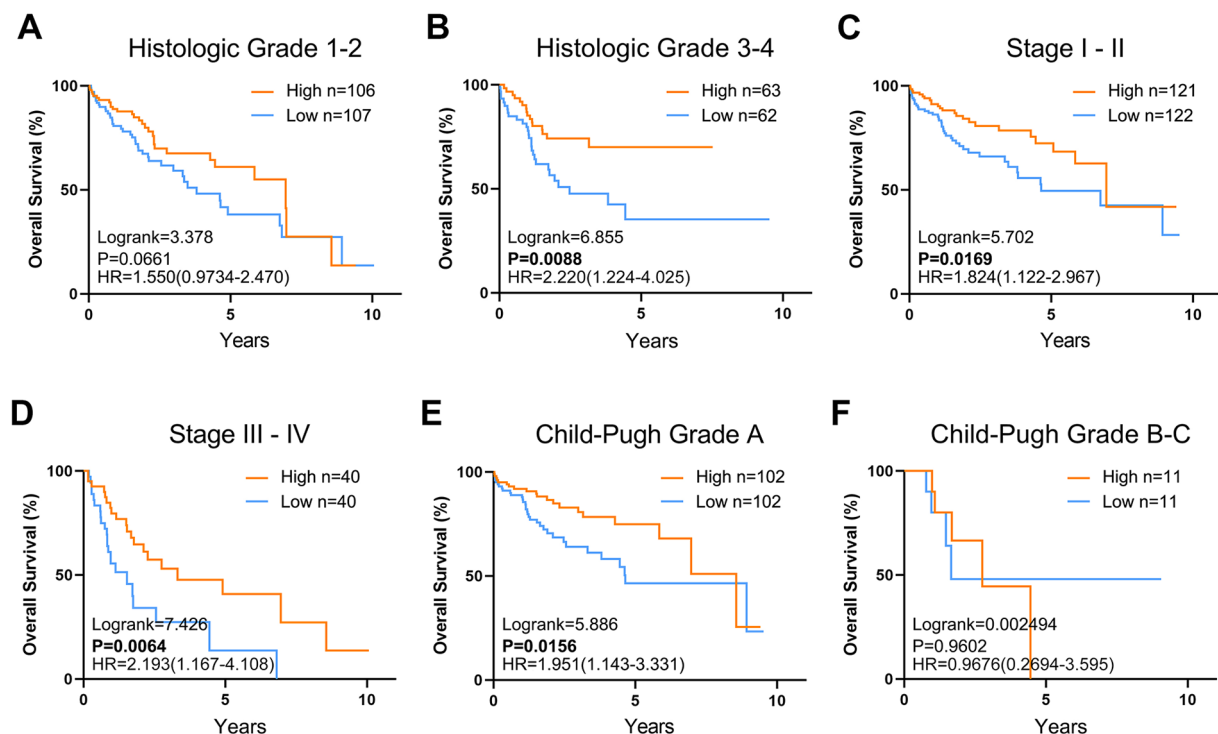 A
Histologic Grade 1-2
High n=106
Low n=107
Overall Survival (%)
100
50
0
Logrank=3.378
P=0.0661
HR=1.550(0.9734-2.470)
0 5 10
Years
B
Histologic Grade 3-4
High n=63
Low n=62
Overall Survival (%)
100
50
0
Logrank=6.855
P=0.0088
HR=2.220(1.224-4.025)
0 5 10
Years
C
Stage I - II
High n=121
Low n=122
Overall Survival (%)
100
50
0
Logrank=5.702
P=0.0169
HR=1.824(1.122-2.967)
0 5 10
Years
D
Stage III - IV
High n=40
Low n=40
Overall Survival (%)
100
50
0
Logrank=7.426
P=0.0064
HR=2.193(1.167-4.108)
0 5 10
Years
E
Child-Pugh Grade A
High n=102
Low n=102
Overall Survival (%)
100
50
0
Logrank=5.886
P=0.0156
HR=1.951(1.143-3.331)
0 5 10
Years
F
Child-Pugh Grade B-C
High n=11
Low n=11
Overall Survival (%)
100
50
0
Logrank=0.002494
P=0.9602
HR=0.9676(0.2694-3.595)
0 5 10
Years